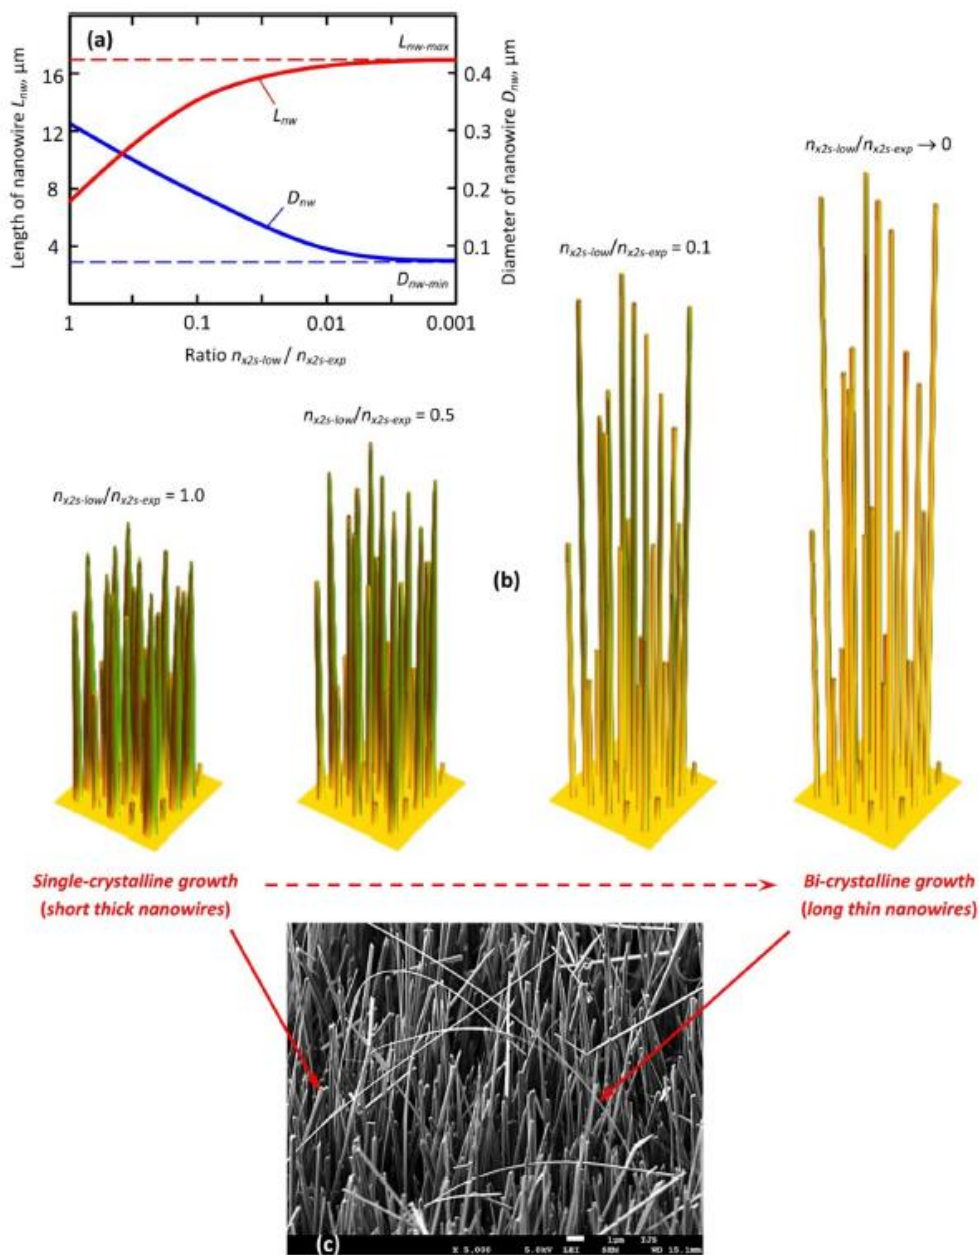 (a)
L_nw-max
16
12
8
4
Length of nanowire L_nw, μm
0.4
0.3
0.2
0.1
Diameter of nanowire D_nw, μm
L_nw
D_nw
D_nw-min
1 0.1 0.01 0.001
Ratio n_x2s-low / n_x2s-exp
n_x2s-low/n_x2s-exp → 0
n_x2s-low/n_x2s-exp = 0.1
n_x2s-low/n_x2s-exp = 0.5
n_x2s-low/n_x2s-exp = 1.0
(b)
Single-crystalline growth
(short thick nanowires)
Bi-crystalline growth
(long thin nanowires)
(c)
X 5,000 5.0kV LEI SEM 1μm WD 15.1mm